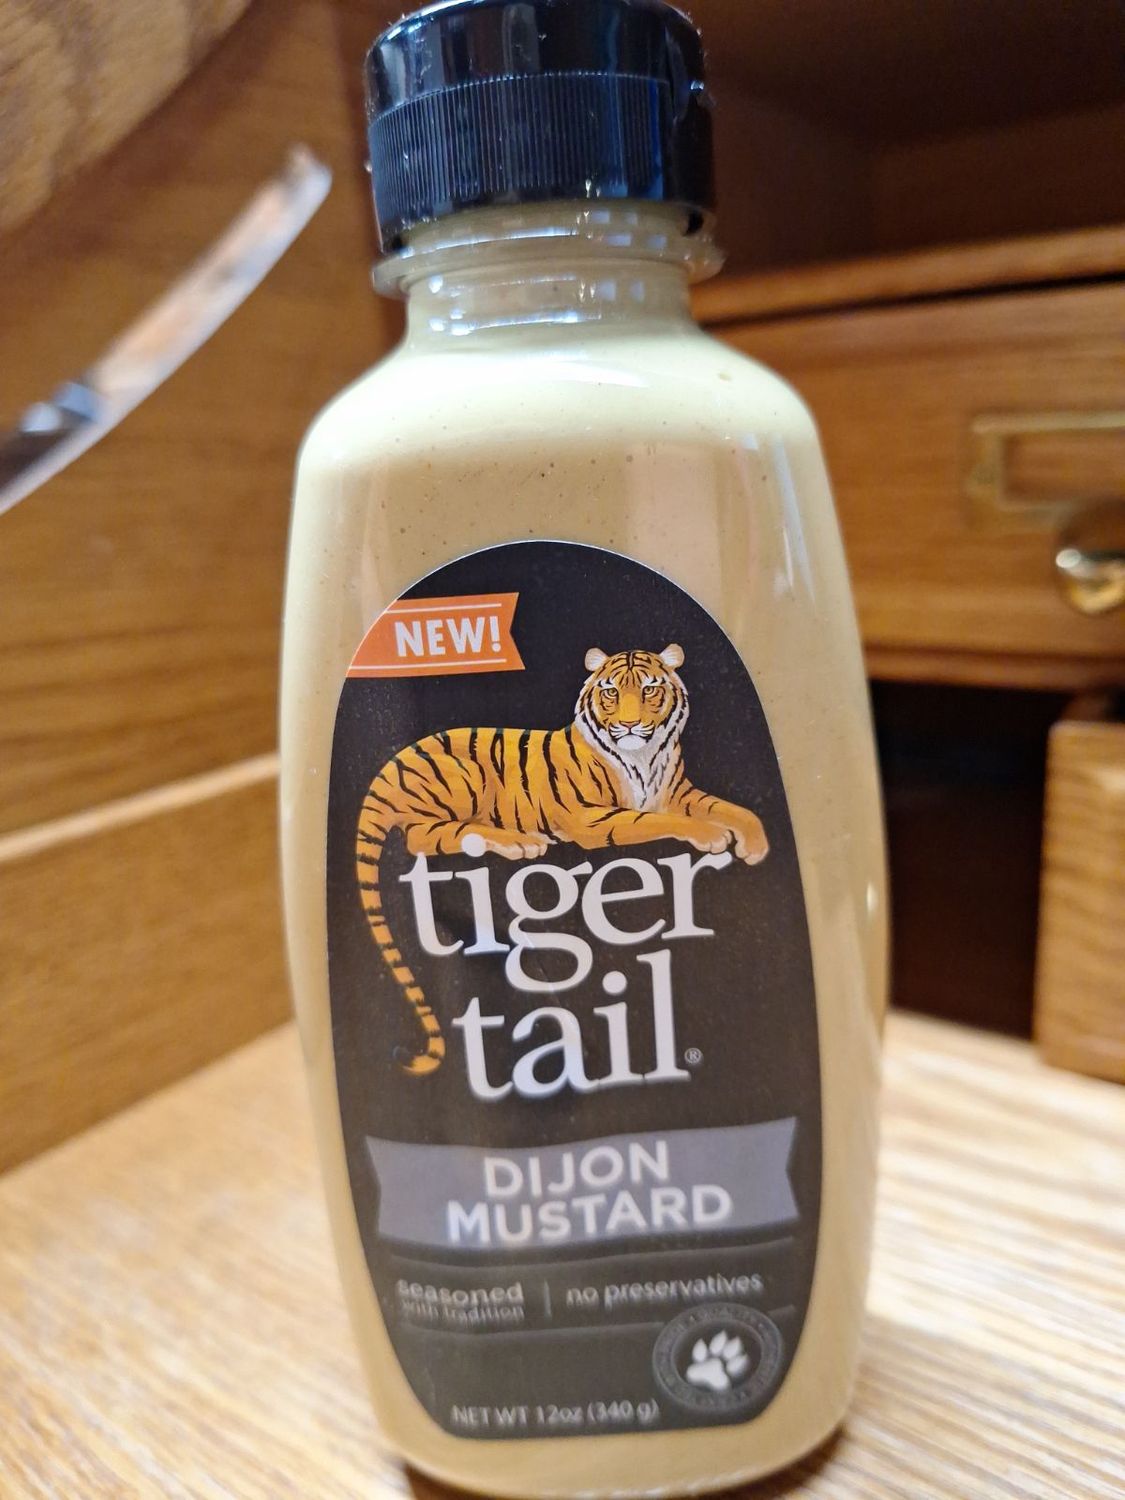 NEW!
tiger
tail®
DIJON
MUSTARD
seasoned
with tradition
no preservatives
NET WT 12oz (340 g)